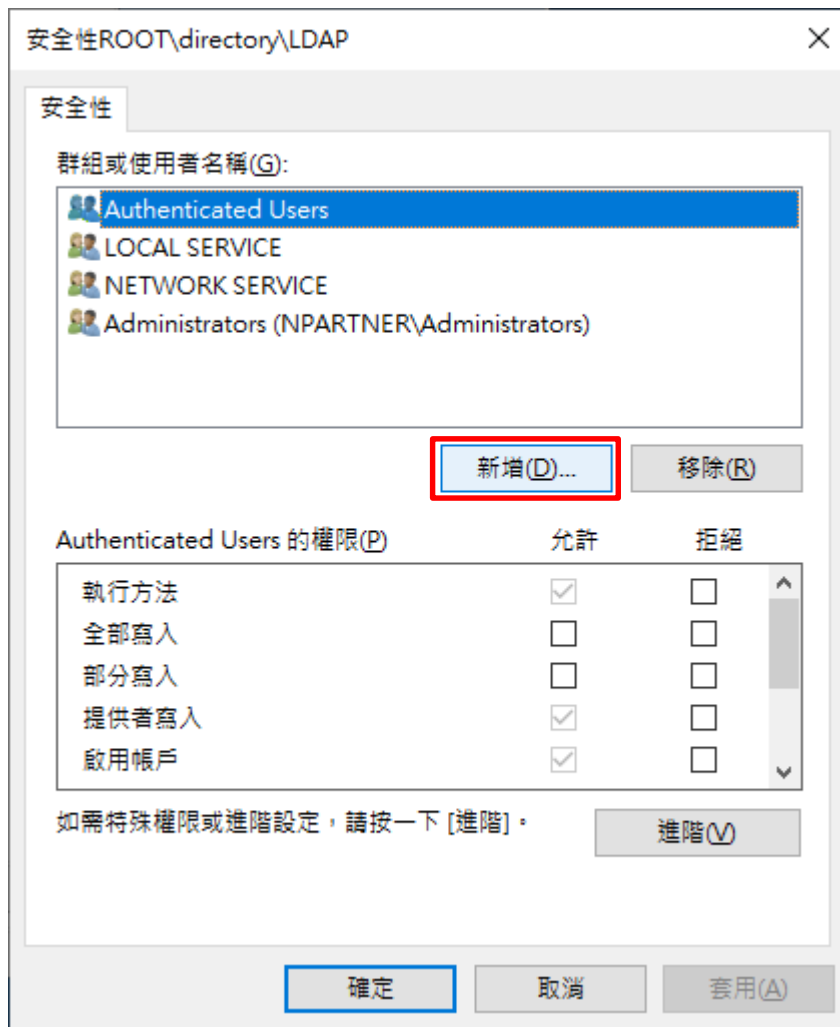 安全性ROOT\directory\LDAP
安全性
群組或使用者名稱(G):
Authenticated Users
LOCAL SERVICE
NETWORK SERVICE
Administrators (NPARTNER\Administrators)
新增(D)... 移除(R)
Authenticated Users 的權限(P) 允許 拒絕
執行方法
全部寫入
部分寫入
提供者寫入
啟用帳戶
如需特殊權限或進階設定，請按一下 [進階]。 進階(V)
確定 取消 套用(A)